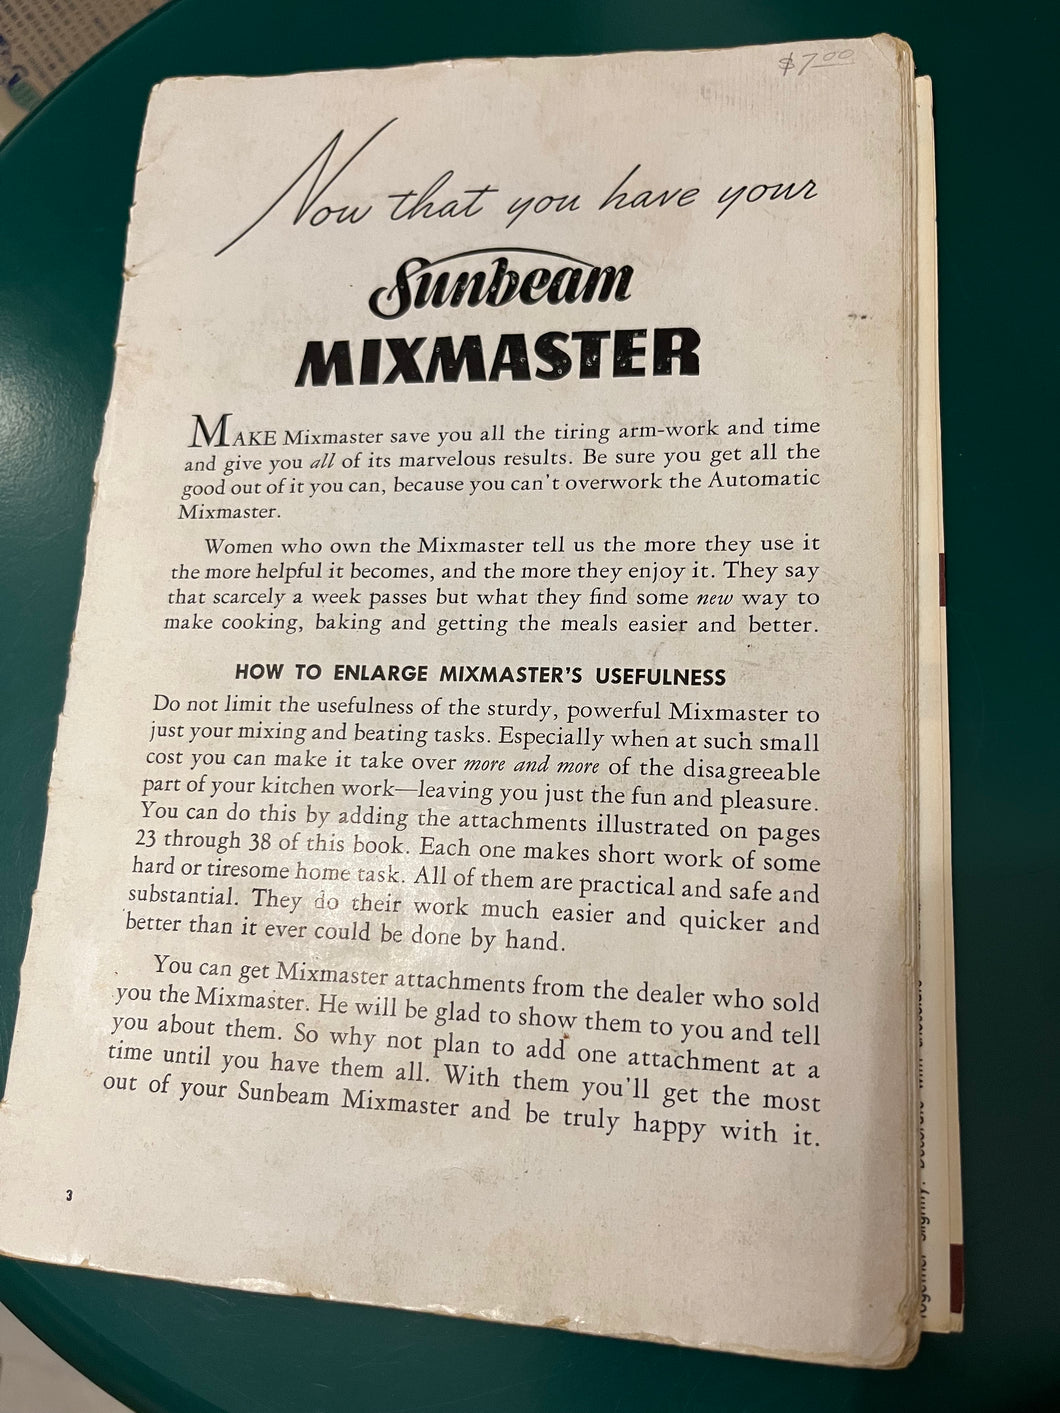 $7.00
Now that you have your
Sunbeam
MIXMASTER
MAKE Mixmaster save you all the tiring arm-work and time
and give you all of its marvelous results. Be sure you get all the
good out of it you can, because you can't overwork the Automatic
Mixmaster.
Women who own the Mixmaster tell us the more they use it
the more helpful it becomes, and the more they enjoy it. They say
that scarcely a week passes but what they find some new way to
make cooking, baking and getting the meals easier and better.
HOW TO ENLARGE MIXMASTER'S USEFULNESS
Do not limit the usefulness of the sturdy, powerful Mixmaster to
just your mixing and beating tasks. Especially when at such small
cost you can make it take over more and more of the disagreeable
part of your kitchen work—leaving you just the fun and pleasure.
You can do this by adding the attachments illustrated on pages
23 through 38 of this book. Each one makes short work of some
hard or tiresome home task. All of them are practical and safe and
substantial. They do their work much easier and quicker and
better than it ever could be done by hand.
You can get Mixmaster attachments from the dealer who sold
you the Mixmaster. He will be glad to show them to you and tell
you about them. So why not plan to add one attachment at a
time until you have them all. With them you'll get the most
out of your Sunbeam Mixmaster and be truly happy with it.
3